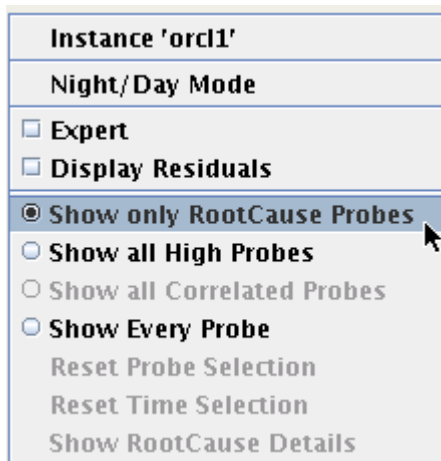 Instance 'orcl1'
Night/Day Mode
Expert
Display Residuals
Show only RootCause Probes
Show all High Probes
Show all Correlated Probes
Show Every Probe
Reset Probe Selection
Reset Time Selection
Show RootCause Details